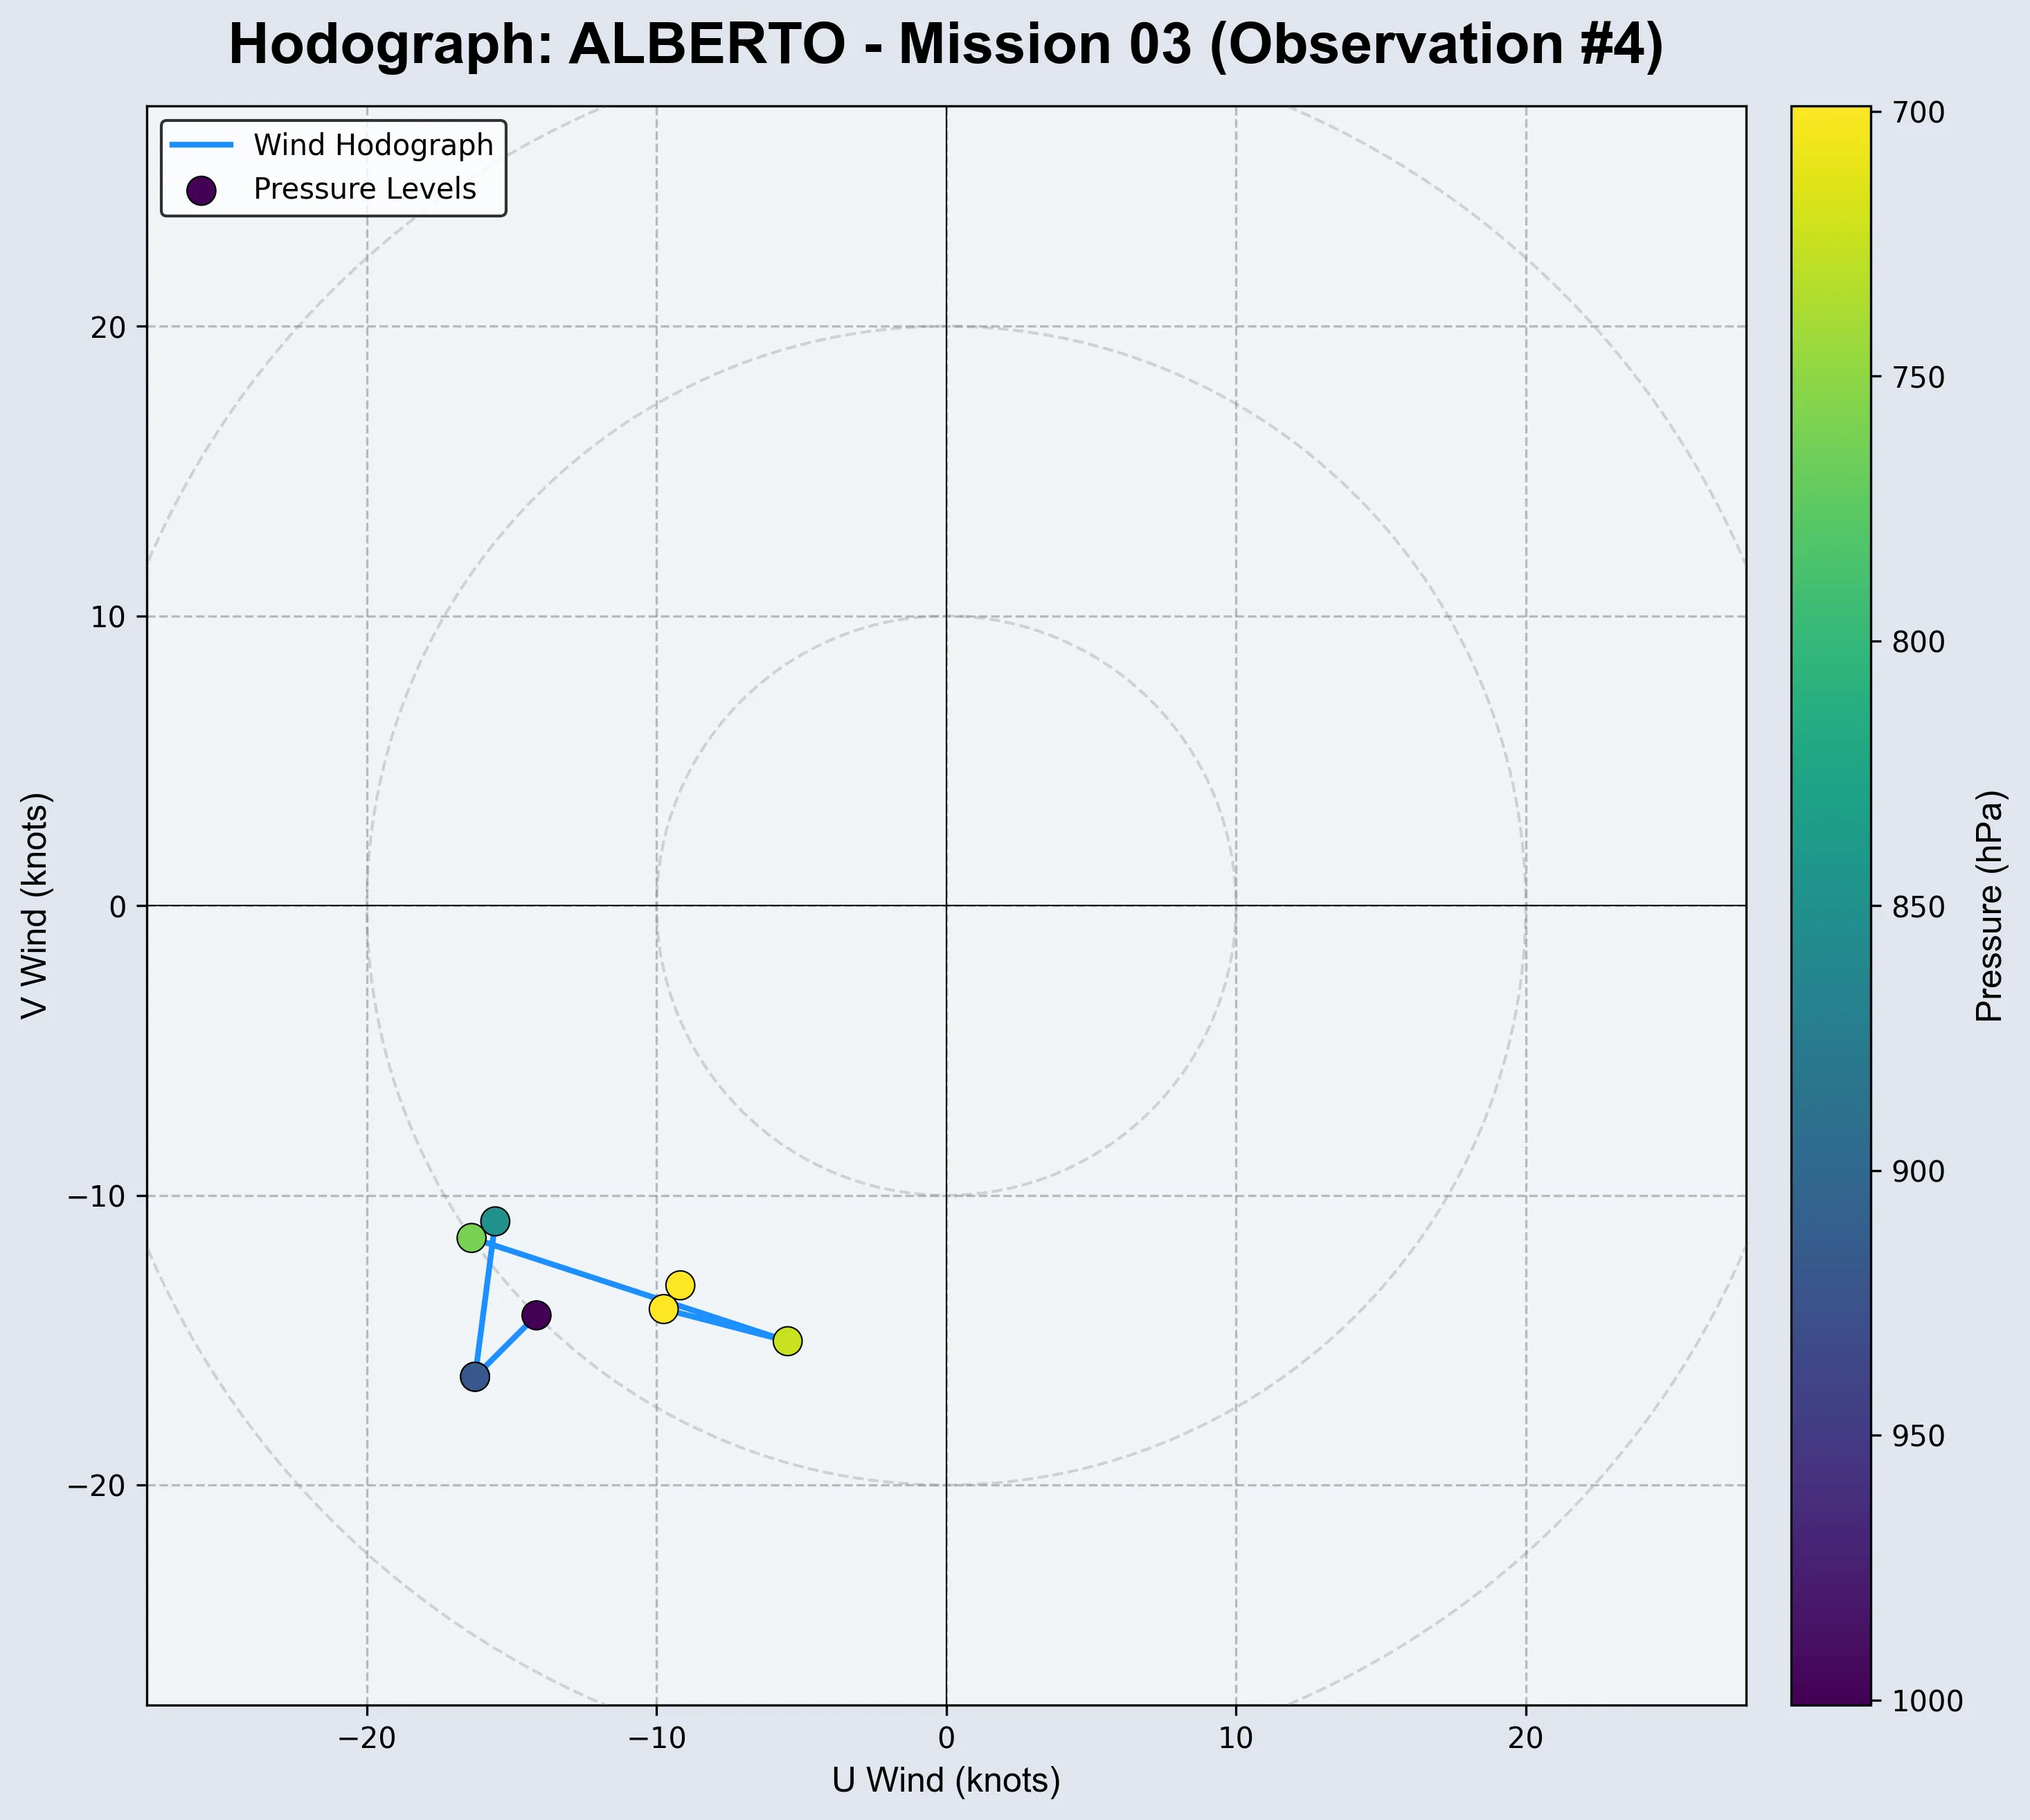 Hodograph: ALBERTO - Mission 03 (Observation #4)
Wind Hodograph
Pressure Levels
20
10
0
−10
−20
V Wind (knots)
−20
−10
0
10
20
U Wind (knots)
700
750
800
850
900
950
1000
Pressure (hPa)